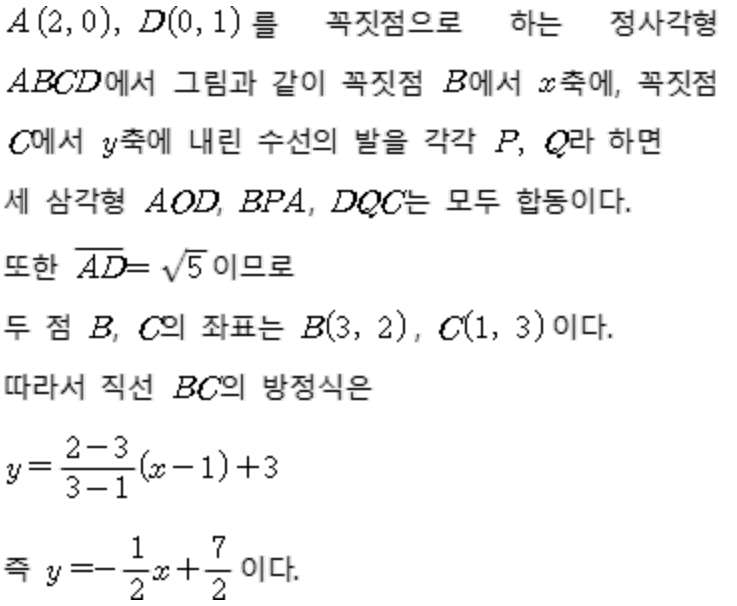 A(2, 0), D(0, 1)를 꼭짓점으로 하는 정사각형
ABCD에서 그림과 같이 꼭짓점 B에서 x축에, 꼭짓점
C에서 y축에 내린 수선의 발을 각각 P, Q라 하면
세 삼각형 AOD, BPA, DQC는 모두 합동이다.
또한 \overline{AD}= \sqrt{5} 이므로
두 점 B, C의 좌표는 B(3, 2), C(1, 3)이다.
따라서 직선 BC의 방정식은
y = \frac{2-3}{3-1}(x-1)+3
즉 y = -\frac{1}{2}x + \frac{7}{2} 이다.